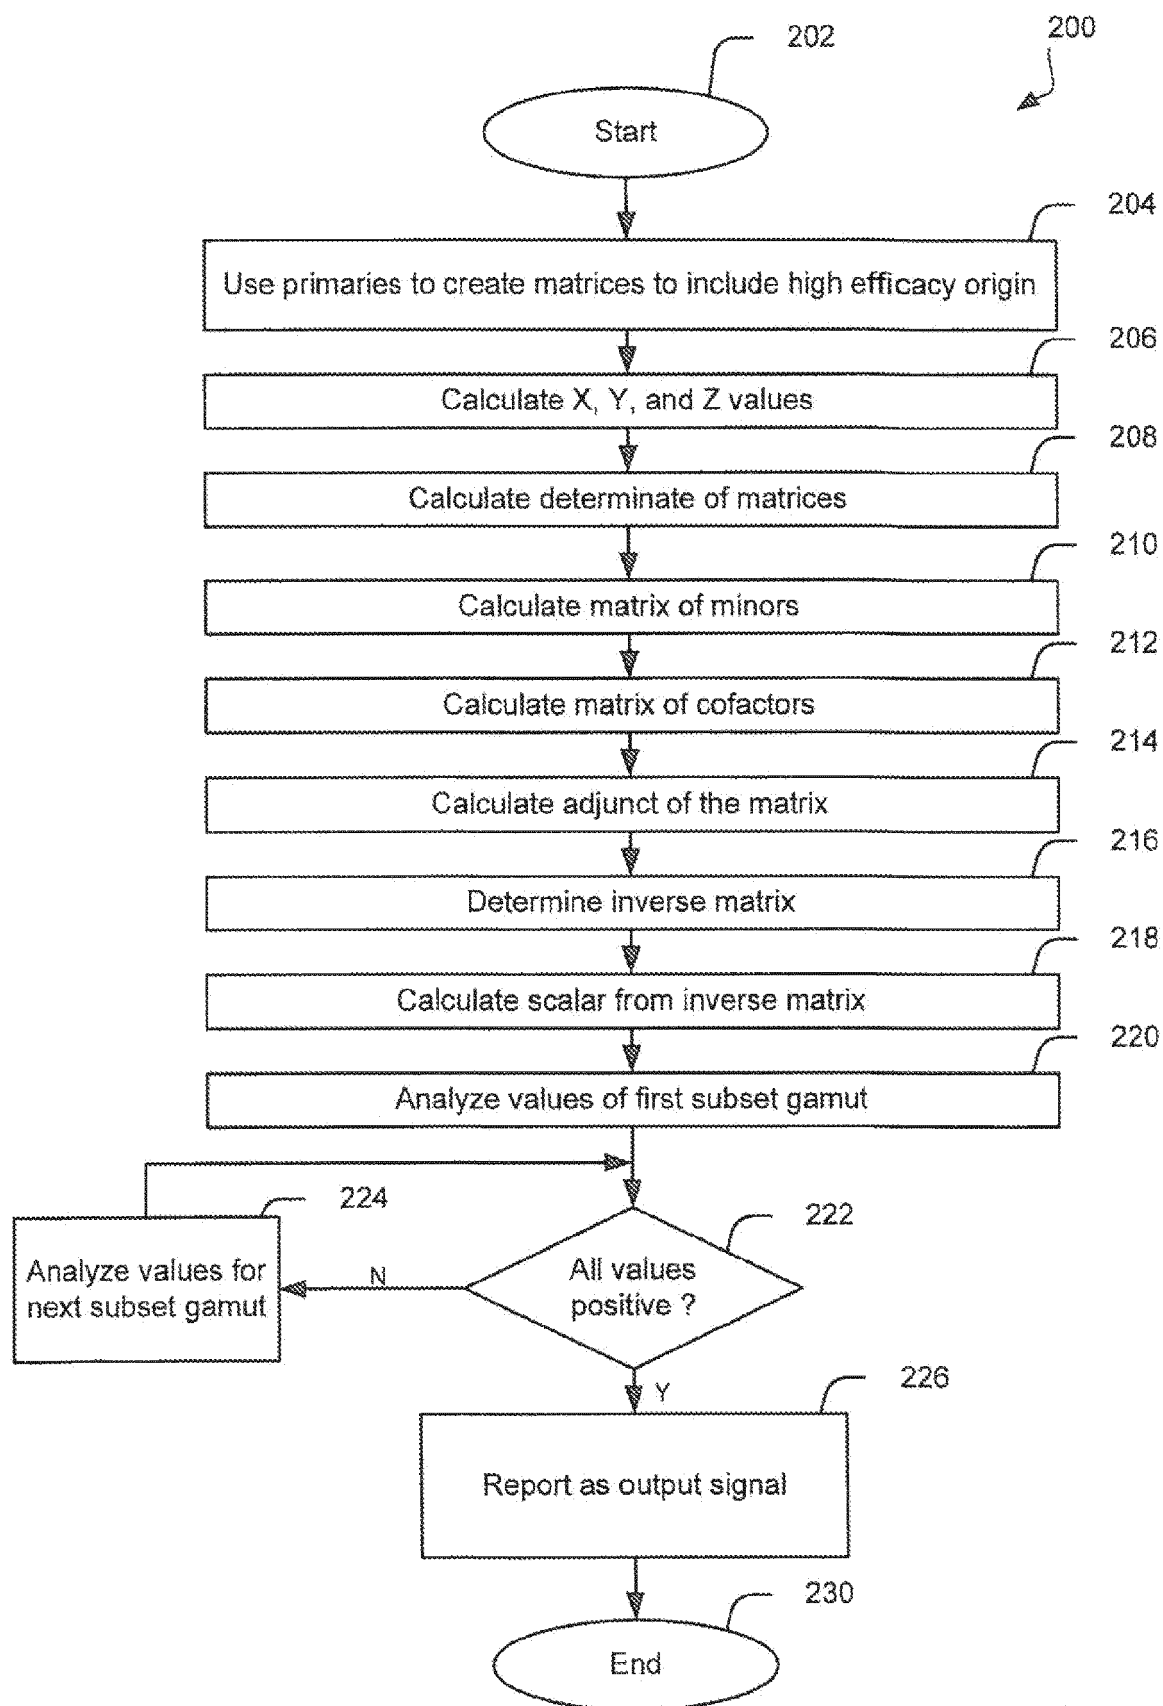 202
200
Start
204
Use primaries to create matrices to include high efficacy origin
206
Calculate X, Y, and Z values
208
Calculate determinate of matrices
210
Calculate matrix of minors
212
Calculate matrix of cofactors
214
Calculate adjunct of the matrix
216
Determine inverse matrix
218
Calculate scalar from inverse matrix
220
Analyze values of first subset gamut
224
222
Analyze values for
next subset gamut
N
All values
positive ?
Y
226
Report as output signal
230
End